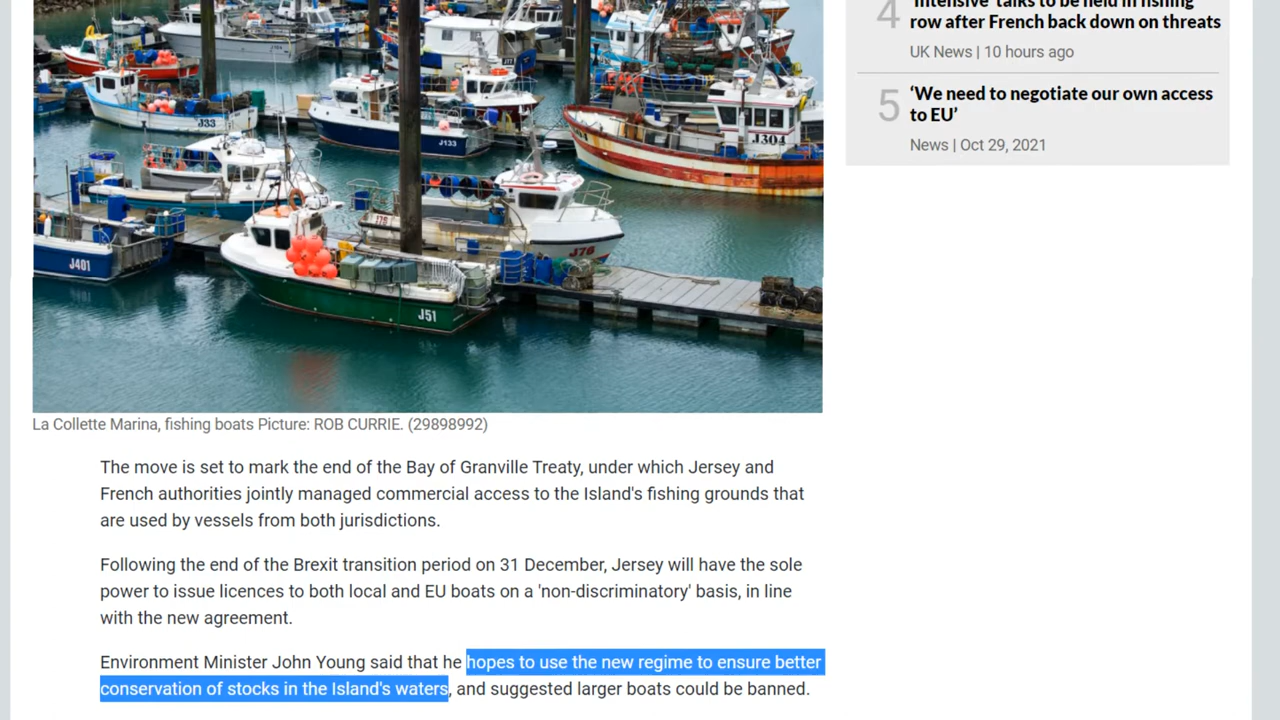 4
'Intensive' talks to be held in fishing
row after French back down on threats
UK News | 10 hours ago
5
‘We need to negotiate our own access
to EU’
News | Oct 29, 2021
J33
J133
J304
J401
J76
J51
La Collette Marina, fishing boats Picture: ROB CURRIE. (29898992)
The move is set to mark the end of the Bay of Granville Treaty, under which Jersey and
French authorities jointly managed commercial access to the Island's fishing grounds that
are used by vessels from both jurisdictions.
Following the end of the Brexit transition period on 31 December, Jersey will have the sole
power to issue licences to both local and EU boats on a 'non-discriminatory' basis, in line
with the new agreement.
Environment Minister John Young said that he hopes to use the new regime to ensure better
conservation of stocks in the Island's waters, and suggested larger boats could be banned.